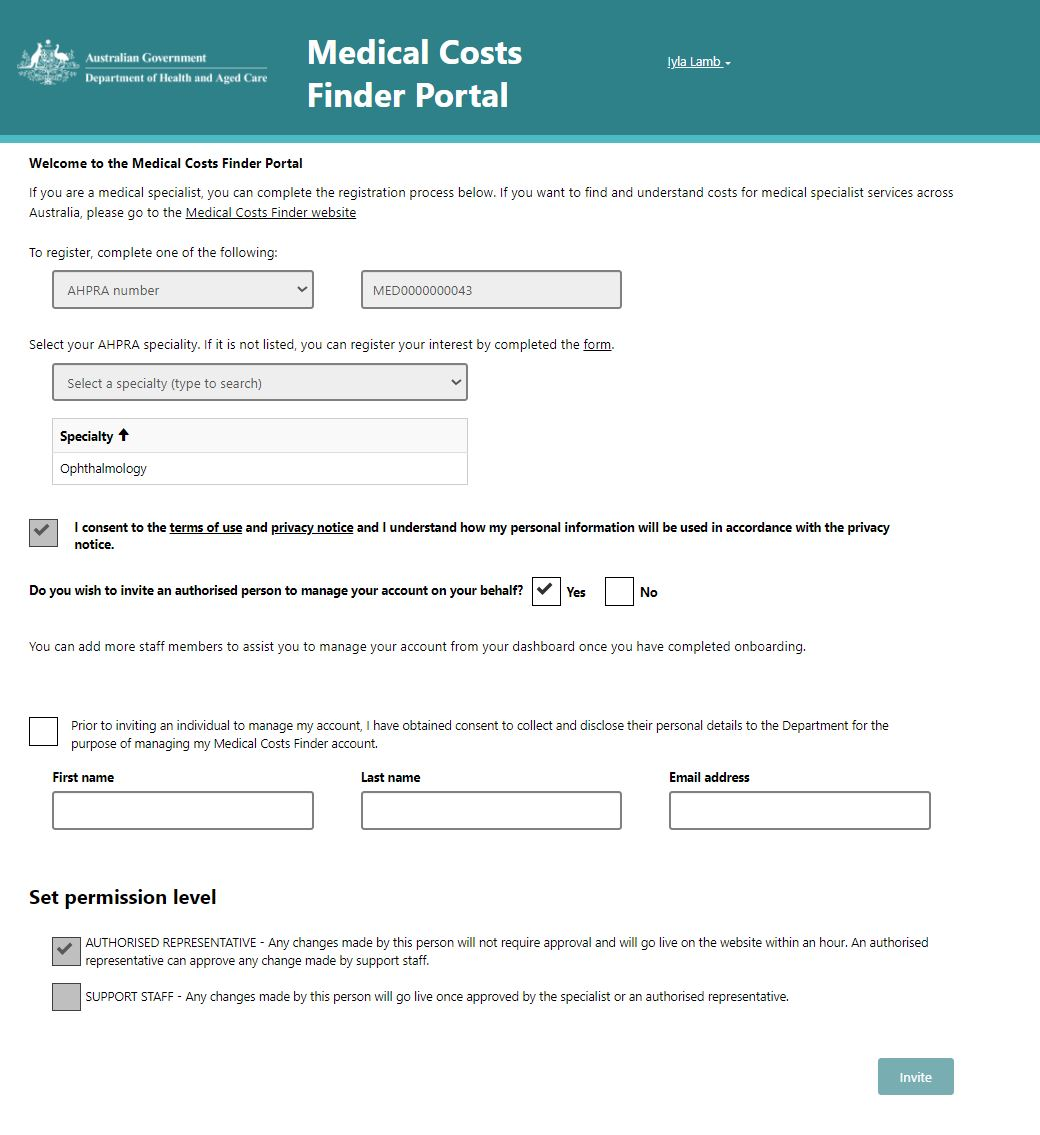 Australian Government
Department of Health and Aged Care
Medical Costs
Finder Portal
Iyla Lamb
Welcome to the Medical Costs Finder Portal
If you are a medical specialist, you can complete the registration process below. If you want to find and understand costs for medical specialist services across
Australia, please go to the Medical Costs Finder website
To register, complete one of the following:
AHPRA number
MED0000000043
Select your AHPRA speciality. If it is not listed, you can register your interest by completed the form.
Select a specialty (type to search)
Specialty
Ophthalmology
I consent to the terms of use and privacy notice and I understand how my personal information will be used in accordance with the privacy
notice.
Do you wish to invite an authorised person to manage your account on your behalf? Yes No
You can add more staff members to assist you to manage your account from your dashboard once you have completed onboarding.
Prior to inviting an individual to manage my account, I have obtained consent to collect and disclose their personal details to the Department for the
purpose of managing my Medical Costs Finder account.
First name
Last name
Email address
Set permission level
AUTHORISED REPRESENTATIVE - Any changes made by this person will not require approval and will go live on the website within an hour. An authorised
representative can approve any change made by support staff.
SUPPORT STAFF - Any changes made by this person will go live once approved by the specialist or an authorised representative.
Invite